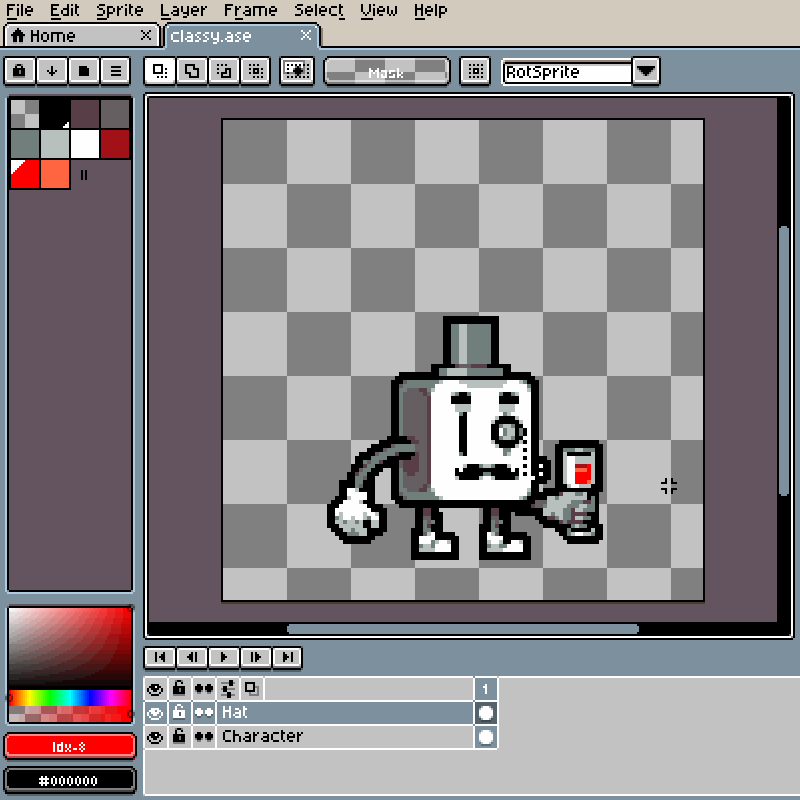 File Edit Sprite Layer Frame Select View Help
Home classy.ase
Mask RotSprite
1
Hat
Character
Idx-8
#000000